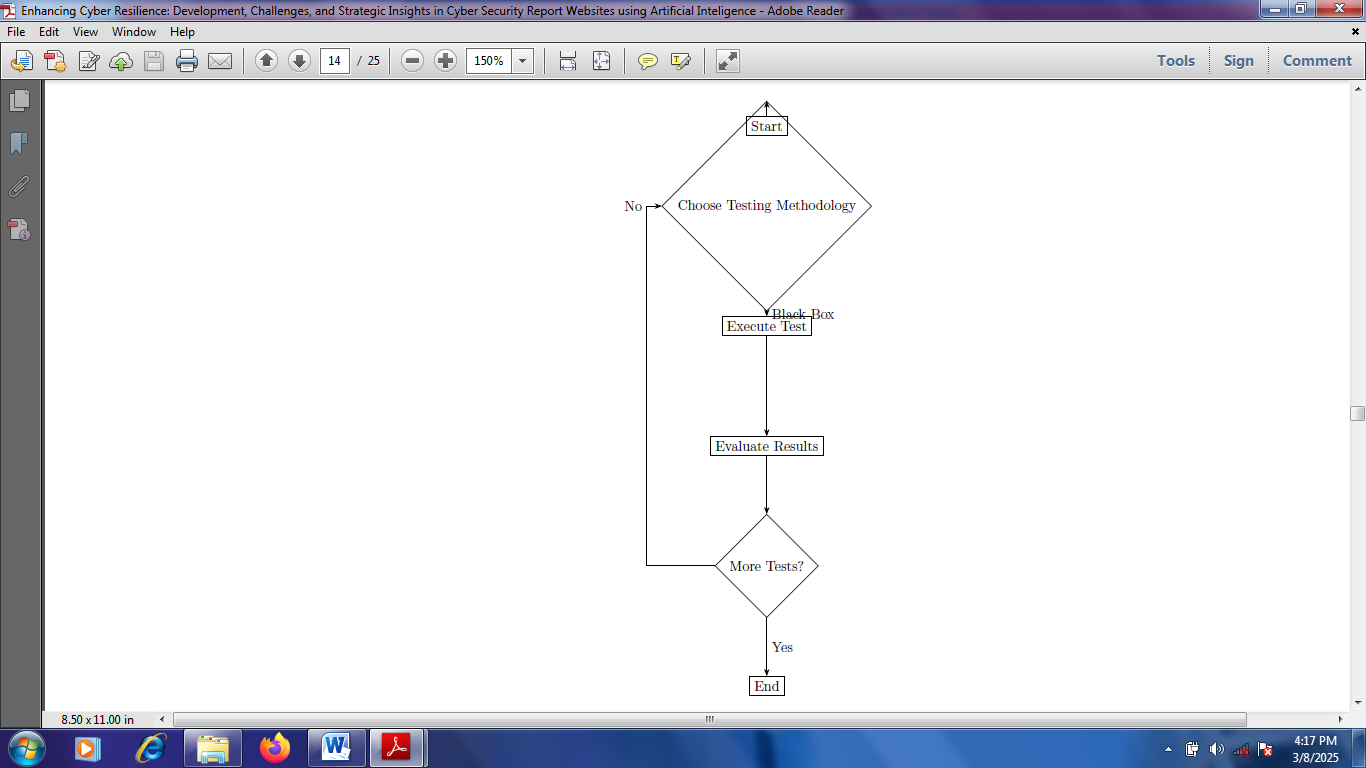 Enhancing Cyber Resilience: Development, Challenges, and Strategic Insights in Cyber Security Report Websites using Artificial Inteligence - Adobe Reader
File Edit View Window Help
14 / 25 150% Tools Sign Comment
Start
No Choose Testing Methodology
Black Box
Execute Test
Evaluate Results
More Tests?
Yes
End
8.50 x 11.00 in
4:17 PM
3/8/2025